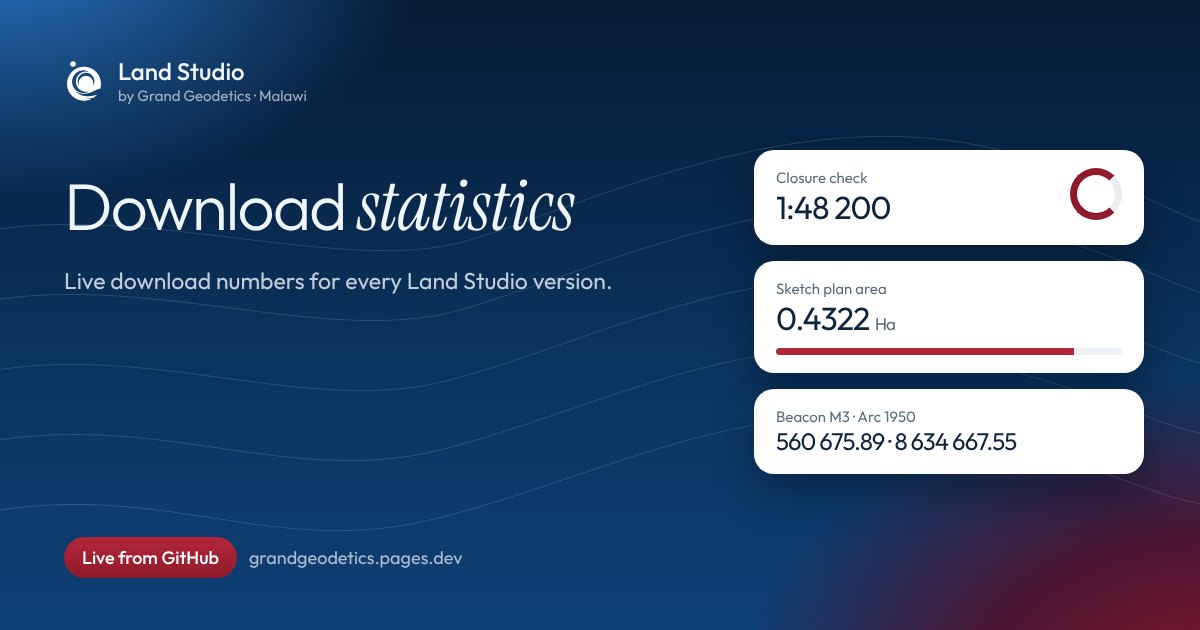 Land Studio
by Grand Geodetics · Malawi
Download statistics
Live download numbers for every Land Studio version.
Closure check
1:48 200
Sketch plan area
0.4322 Ha
Beacon M3 · Arc 1950
560 675.89 · 8 634 667.55
Live from GitHub
grandgeodetics.pages.dev